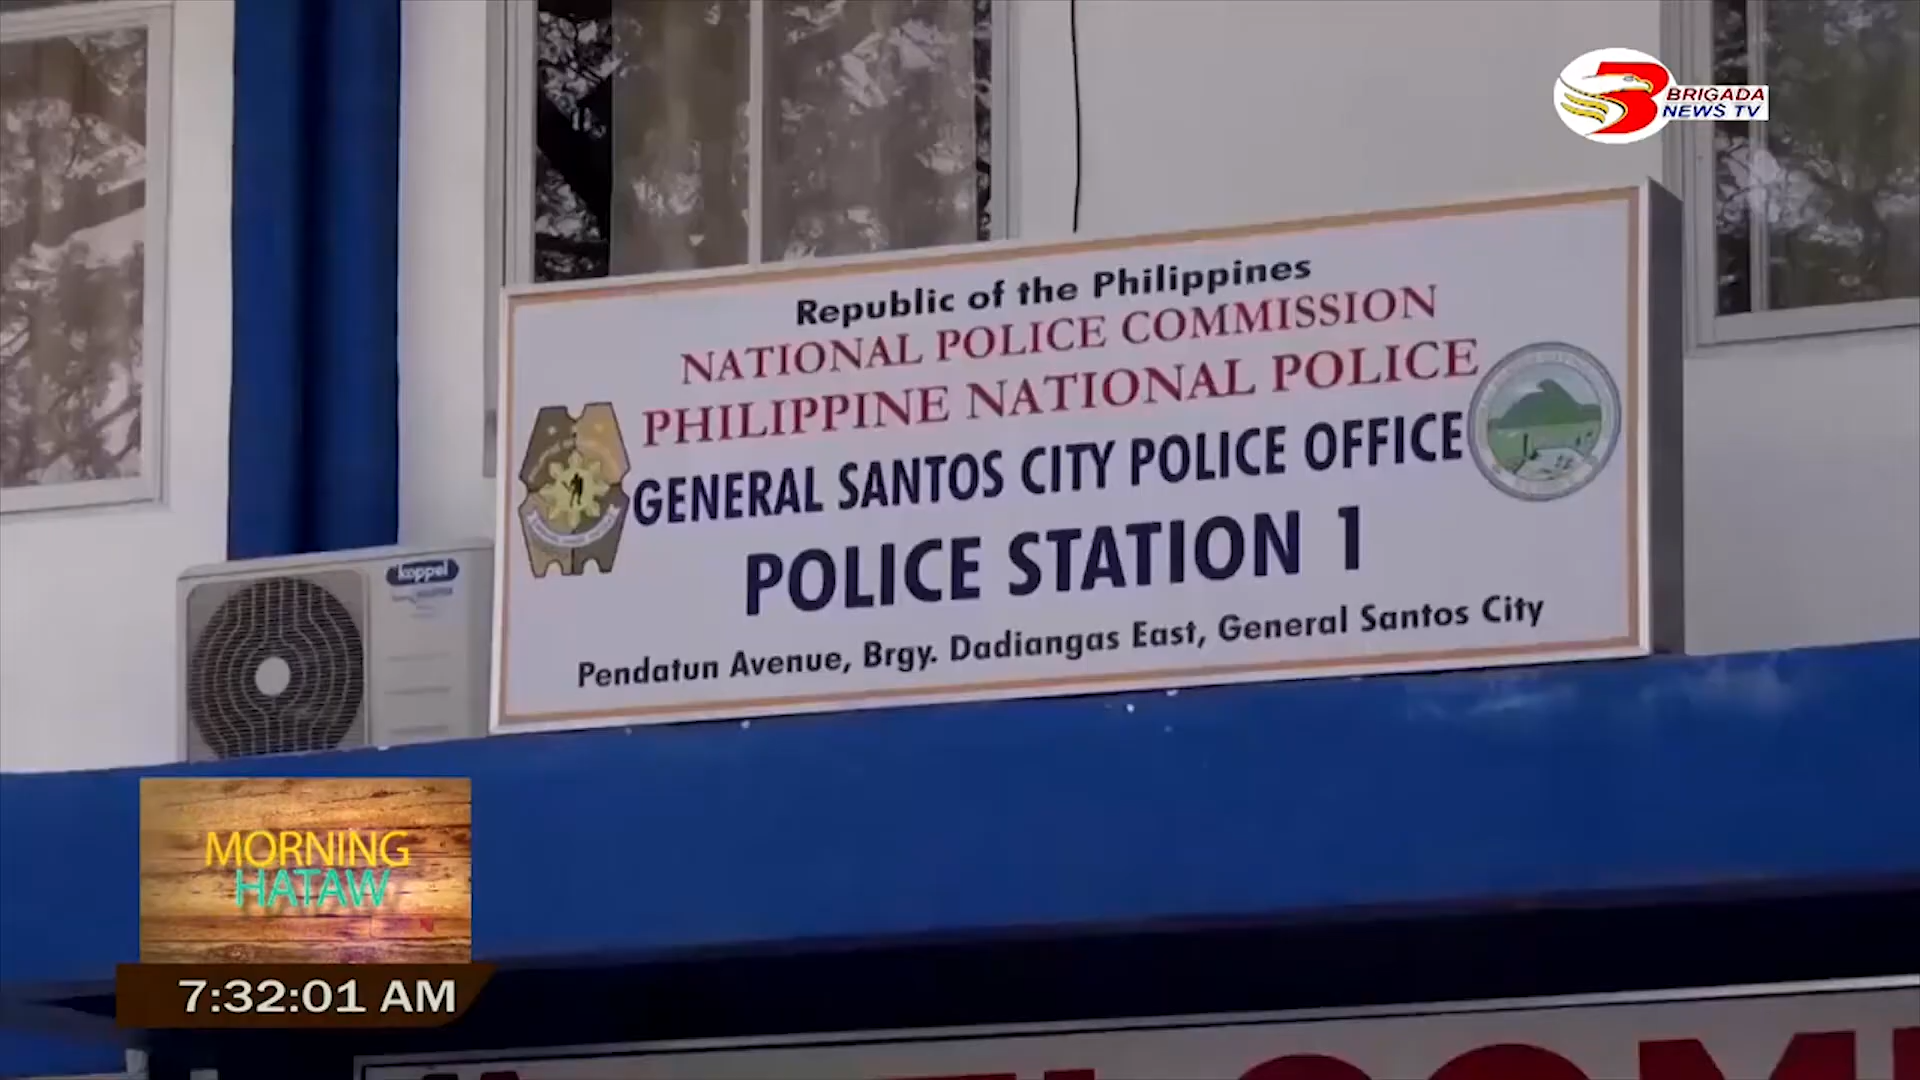 BRIGADA
NEWS TV
Republic of the Philippines
NATIONAL POLICE COMMISSION
PHILIPPINE NATIONAL POLICE
GENERAL SANTOS CITY POLICE OFFICE
POLICE STATION 1
Pendatun Avenue, Brgy. Dadiangas East, General Santos City
koppel
MORNING
HATAW
7:32:01 AM